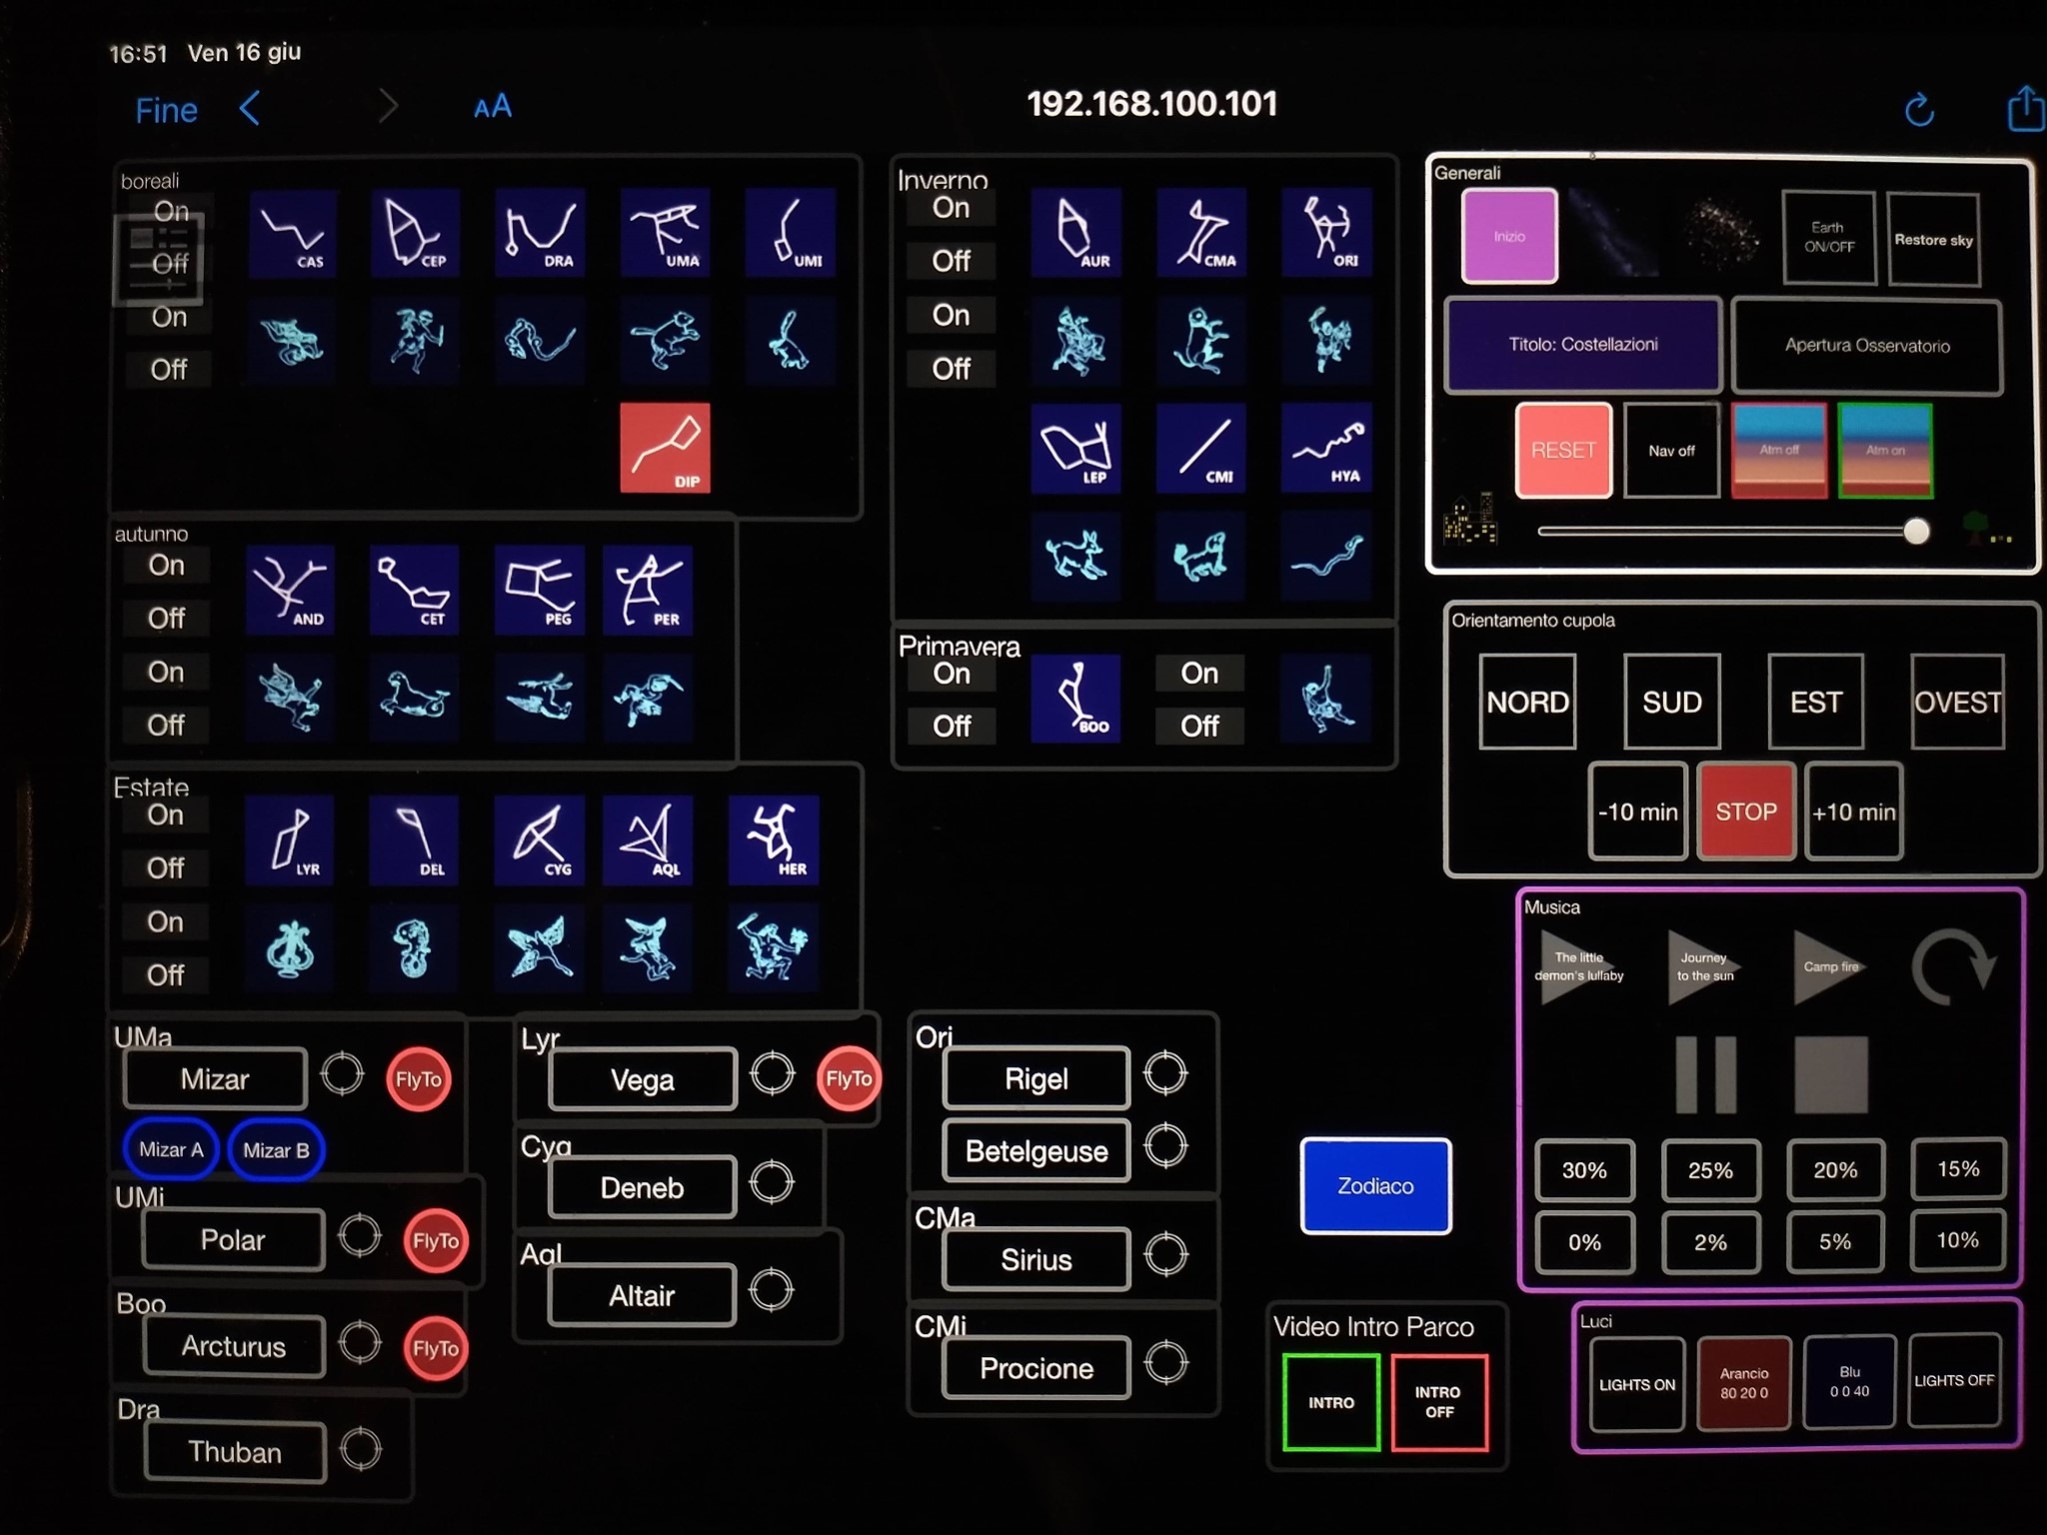 16:51 Ven 16 giu
Fine AA 192.168.100.101
boreali
On
Off
On
Off
CAS CEP DRA UMA UMI
DIP
autunno
On
Off
On
Off
AND CET PEG PER
Estate
On
Off
On
Off
LYR DEL CYG AQL HER
Inverno
On
Off
On
Off
AUR CMA ORI
LEP CMI HYA
Primavera
On
Off
BOO
On
Off
Generali
Inizio
Earth
ON/OFF
Restore sky
Titolo: Costellazioni
Apertura Osservatorio
RESET
Nav off
Atm off
Atm on
Orientamento cupola
NORD SUD EST OVEST
-10 min STOP +10 min
Musica
The little
demon's lullaby
Journey
to the sun
Camp fire
30% 25% 20% 15%
0% 2% 5% 10%
UMa
Mizar FlyTo
Mizar A Mizar B
UMi
Polar FlyTo
Boo
Arcturus FlyTo
Dra
Thuban
Lyr
Vega FlyTo
Cyg
Deneb
Aql
Altair
Ori
Rigel
Betelgeuse
CMa
Sirius
CMi
Procione
Zodiaco
Video Intro Parco
INTRO
INTRO
OFF
Luci
LIGHTS ON
Arancio
80 20 0
Blu
0 0 40
LIGHTS OFF